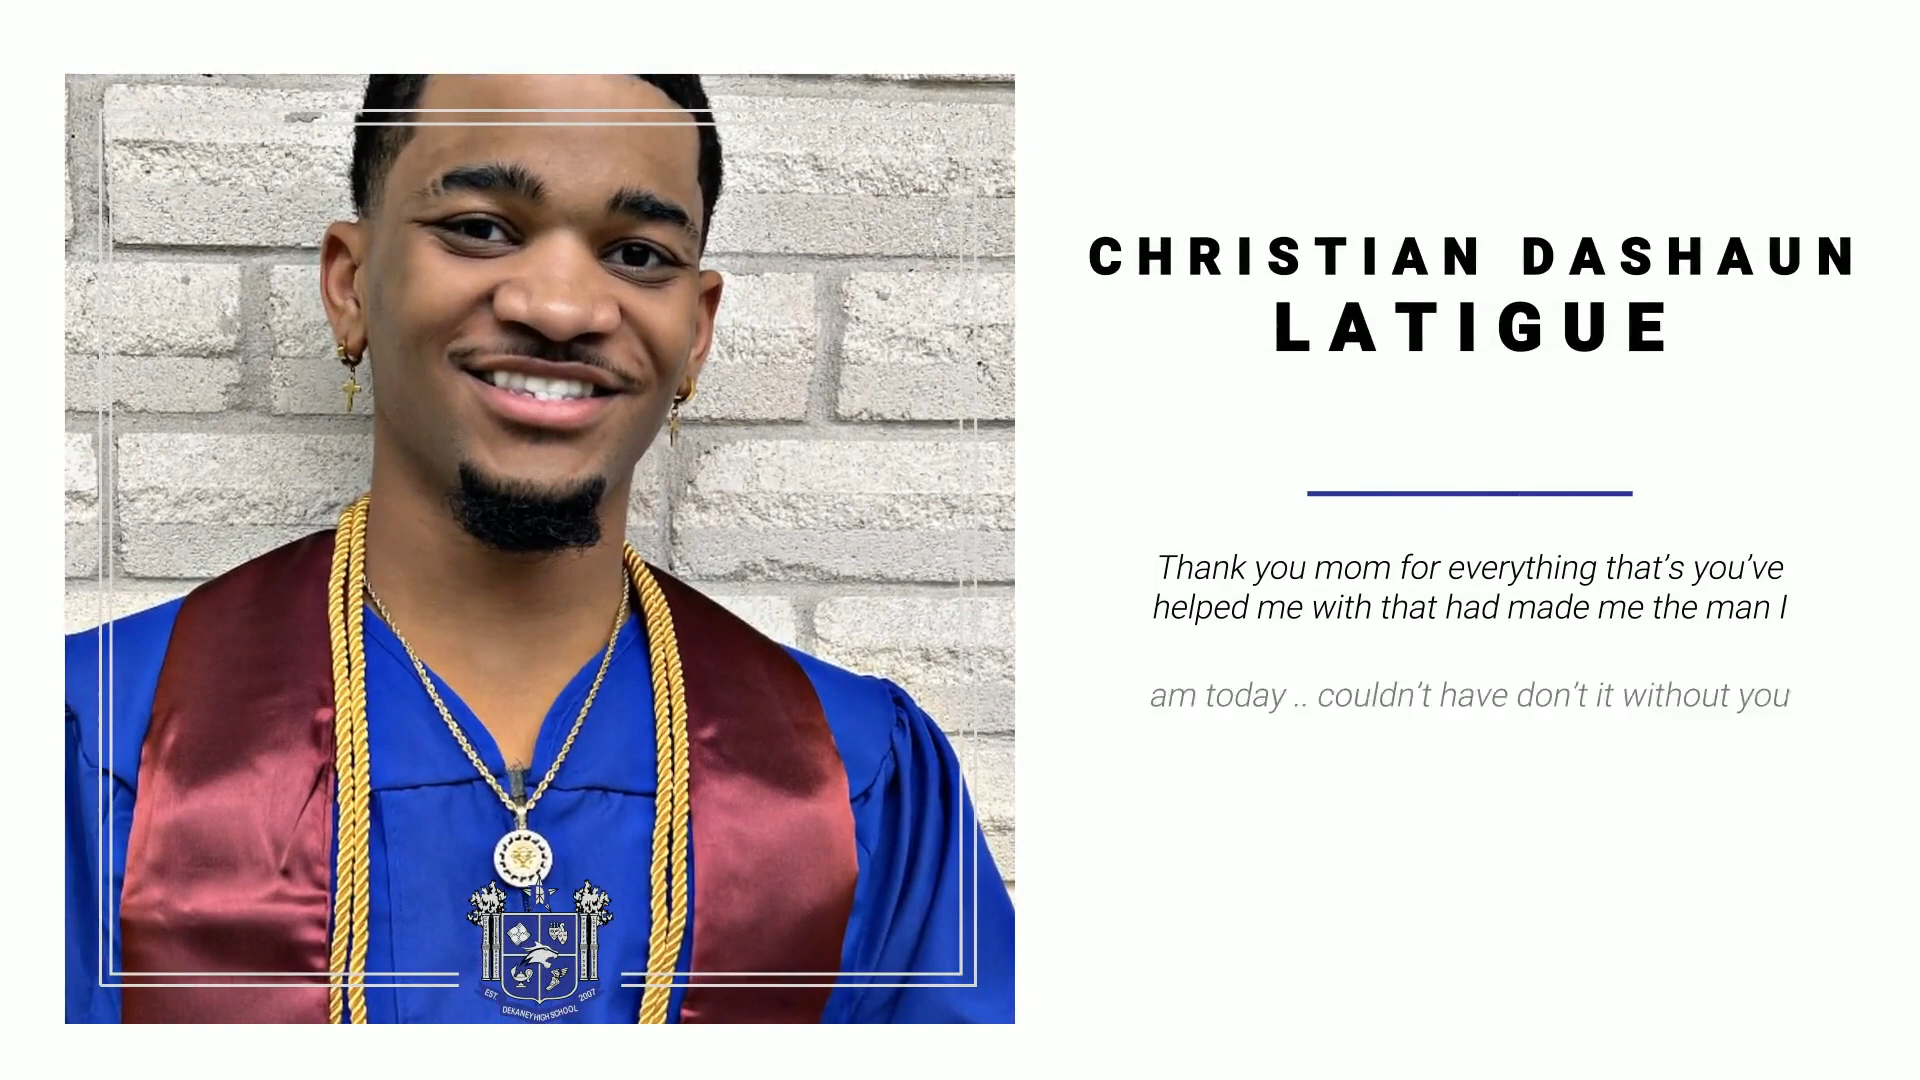 CHRISTIAN DASHAUN
LATIGUE
Thank you mom for everything that's you've
helped me with that had made me the man I
am today .. couldn't have don't it without you
EST 2007
DEKANEY HIGH SCHOOL